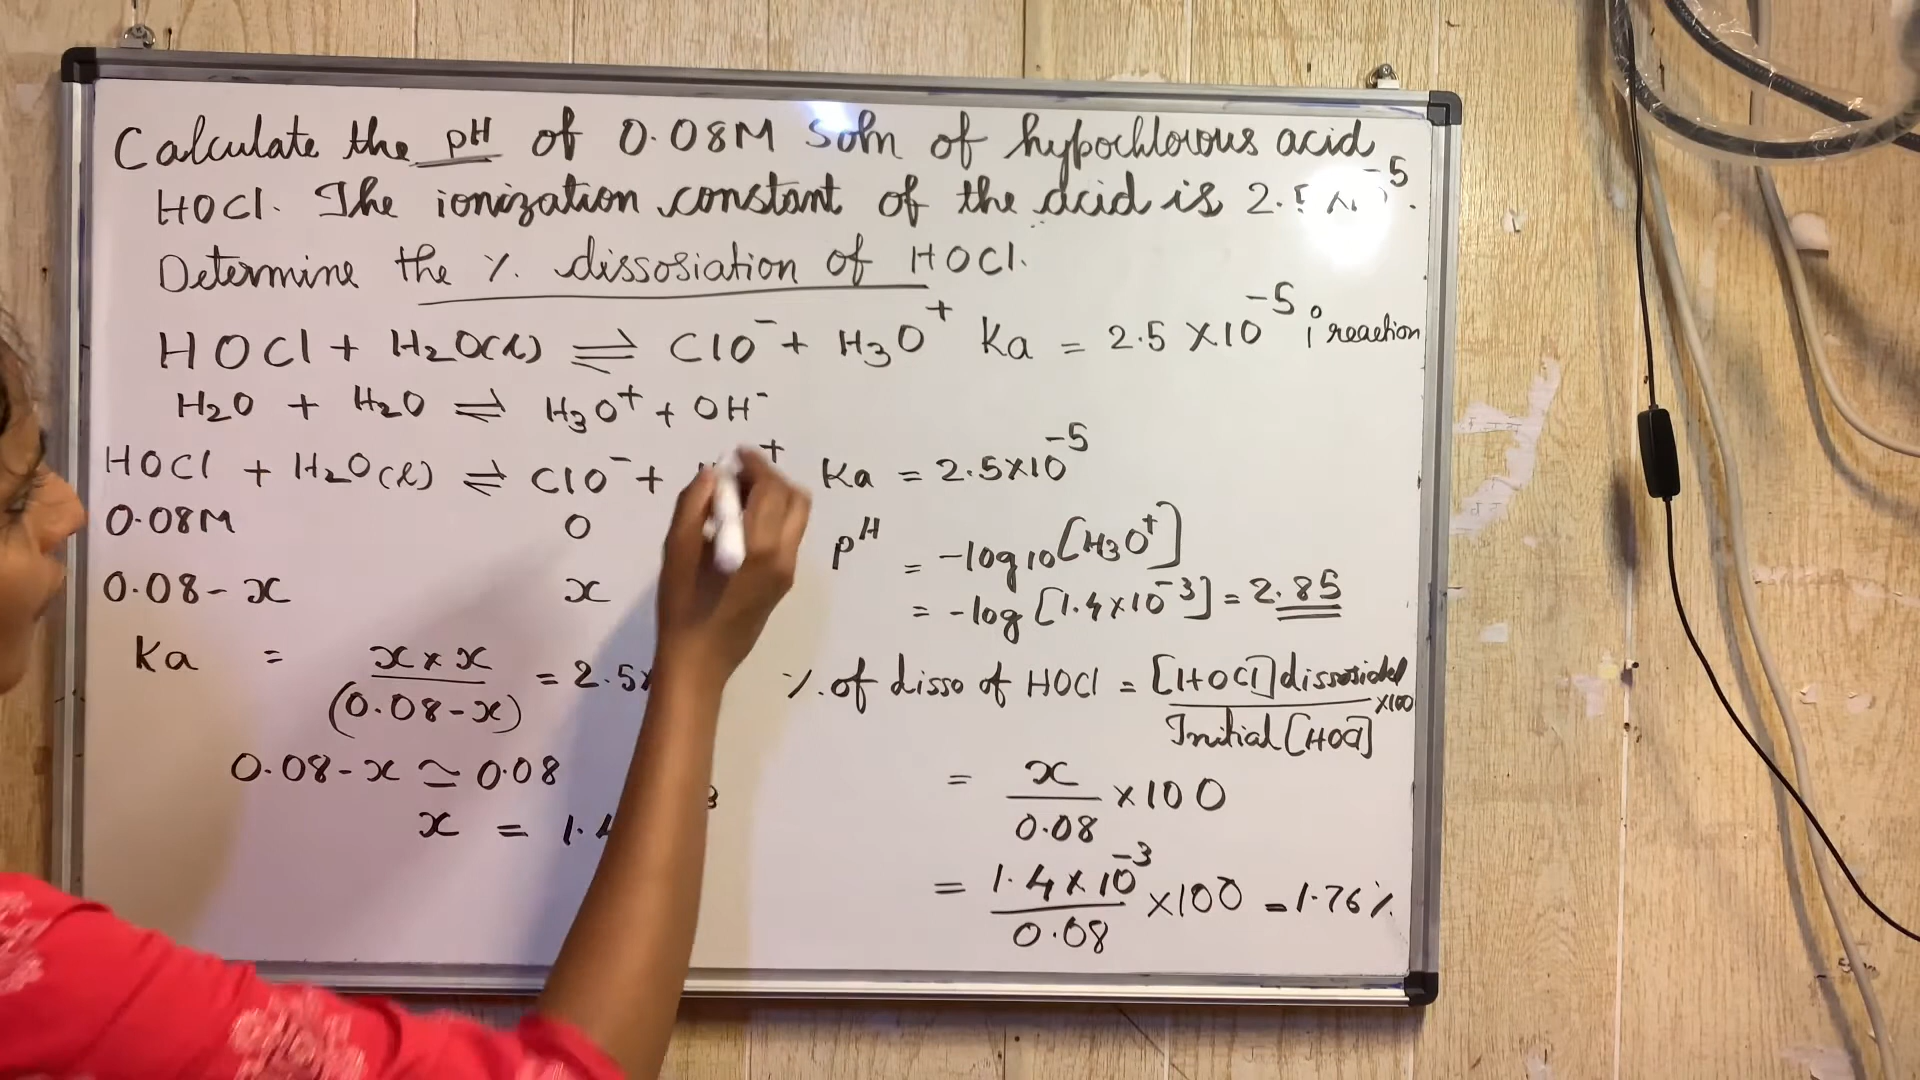 Calculate the pH of 0.08M soln of hypochlorous acid
HOCl. The ionization constant of the acid is 2. -5.
Determine the %. dissosiation of HOCl.
HOCl + H2O(l) ⇌ ClO⁻ + H3O⁺ Ka = 2.5 × 10⁻⁵ i reaction
H2O + H2O ⇌ H3O⁺ + OH⁻
HOCl + H2O(l) ⇌ ClO⁻ + ⁺ Ka = 2.5×10⁻⁵
0.08M 0
0.08 - x x
Ka = x × x / (0.08 - x) = 2.5×
0.08 - x ≃ 0.08
x = 1.4 3
pH = -log10[H3O⁺]
= -log[1.4×10⁻³] = 2.85
%. of disso of HOCl = [HOCl]dissosiated / Initial [HOCl] ×100
= x / 0.08 × 100
= 1.4 × 10⁻³ / 0.08 × 100 = 1.76%